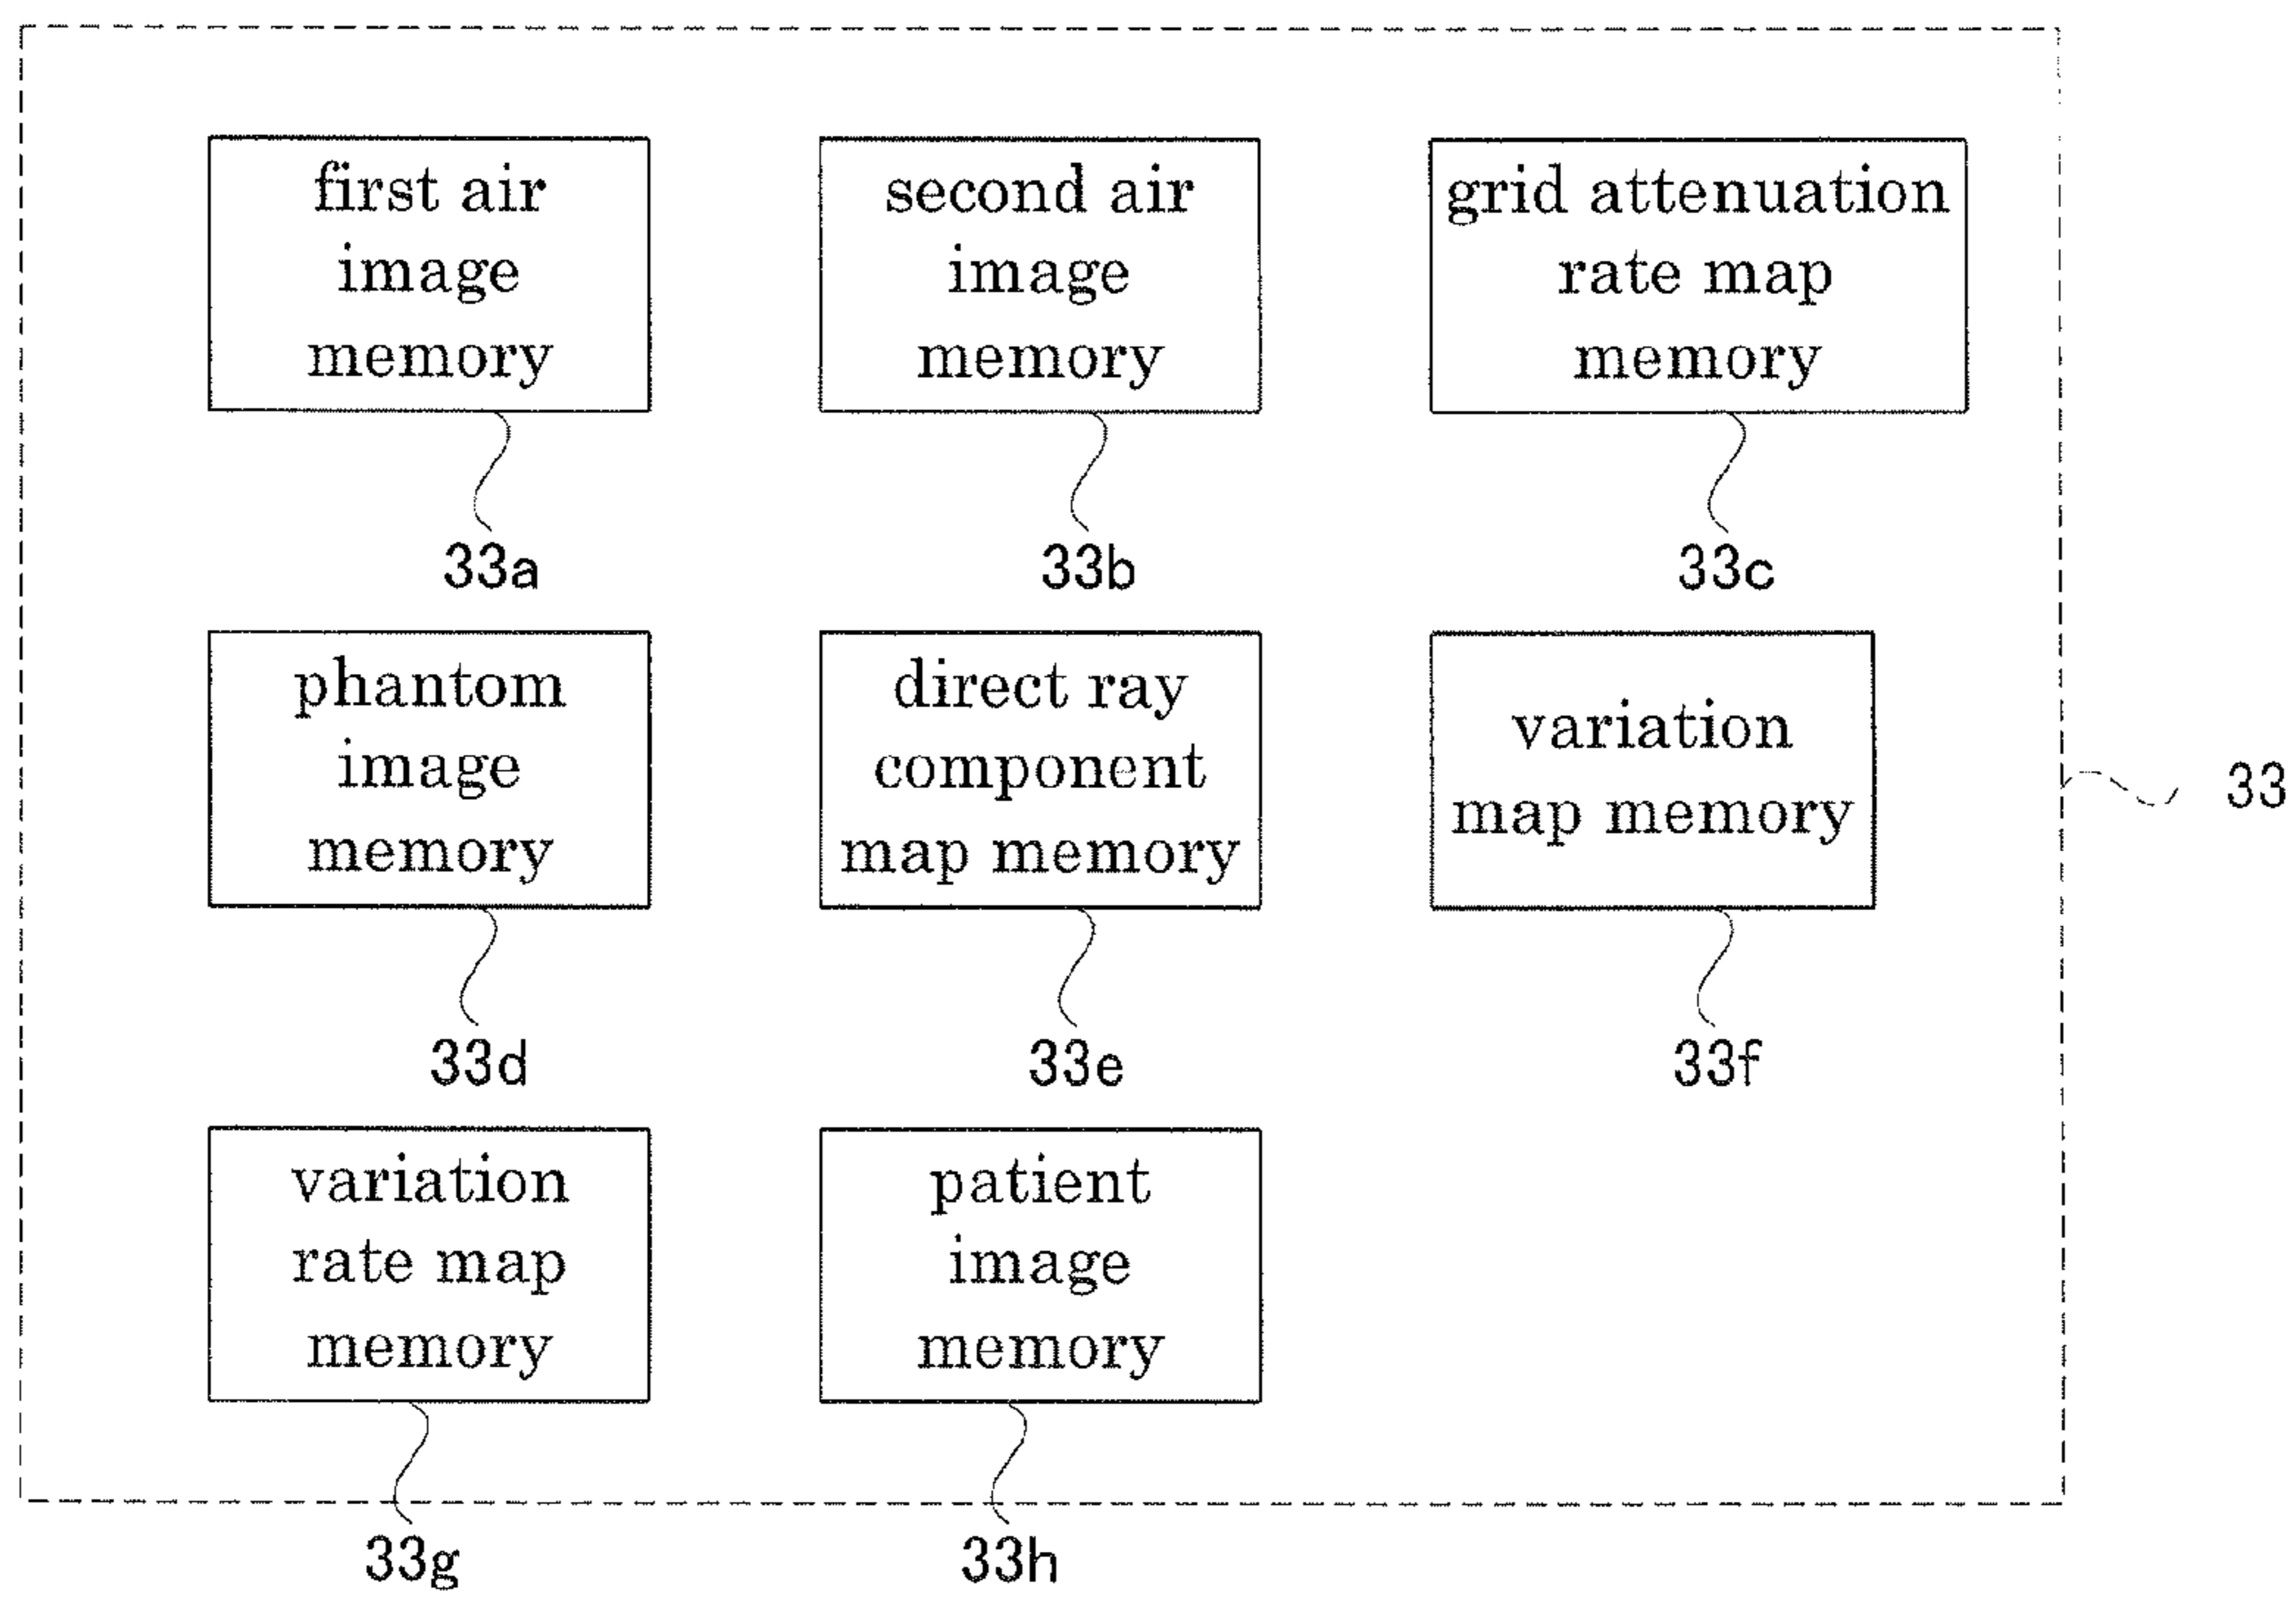 first air
image
memory
33a
second air
image
memory
33b
grid attenuation
rate map
memory
33c
phantom
image
memory
33d
direct ray
component
map memory
33e
variation
map memory
33f
33
variation
rate map
memory
33g
patient
image
memory
33h